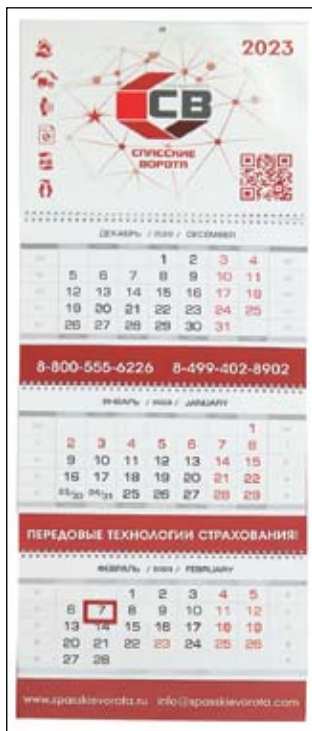 2023
СВ
СПАССКИЕ
ВОРОТА
ДЕКАБРЬ / 2022 / DECEMBER
1 2 3 4
5 6 7 8 9 10 11
12 13 14 15 16 17 18
19 20 21 22 23 24 25
26 27 28 29 30 31
8-800-555-6226 8-499-402-8902
ЯНВАРЬ / 2023 / JANUARY
1
2 3 4 5 6 7 8
9 10 11 12 13 14 15
16 17 18 19 20 21 22
23/30 24/31 25 26 27 28 29
ПЕРЕДОВЫЕ ТЕХНОЛОГИИ СТРАХОВАНИЯ!
ФЕВРАЛЬ / 2023 / FEBRUARY
1 2 3 4 5
6 7 8 9 10 11 12
13 14 15 16 17 18 19
20 21 22 23 24 25 26
27 28
www.spasskievorota.ru info@spasskievorota.com